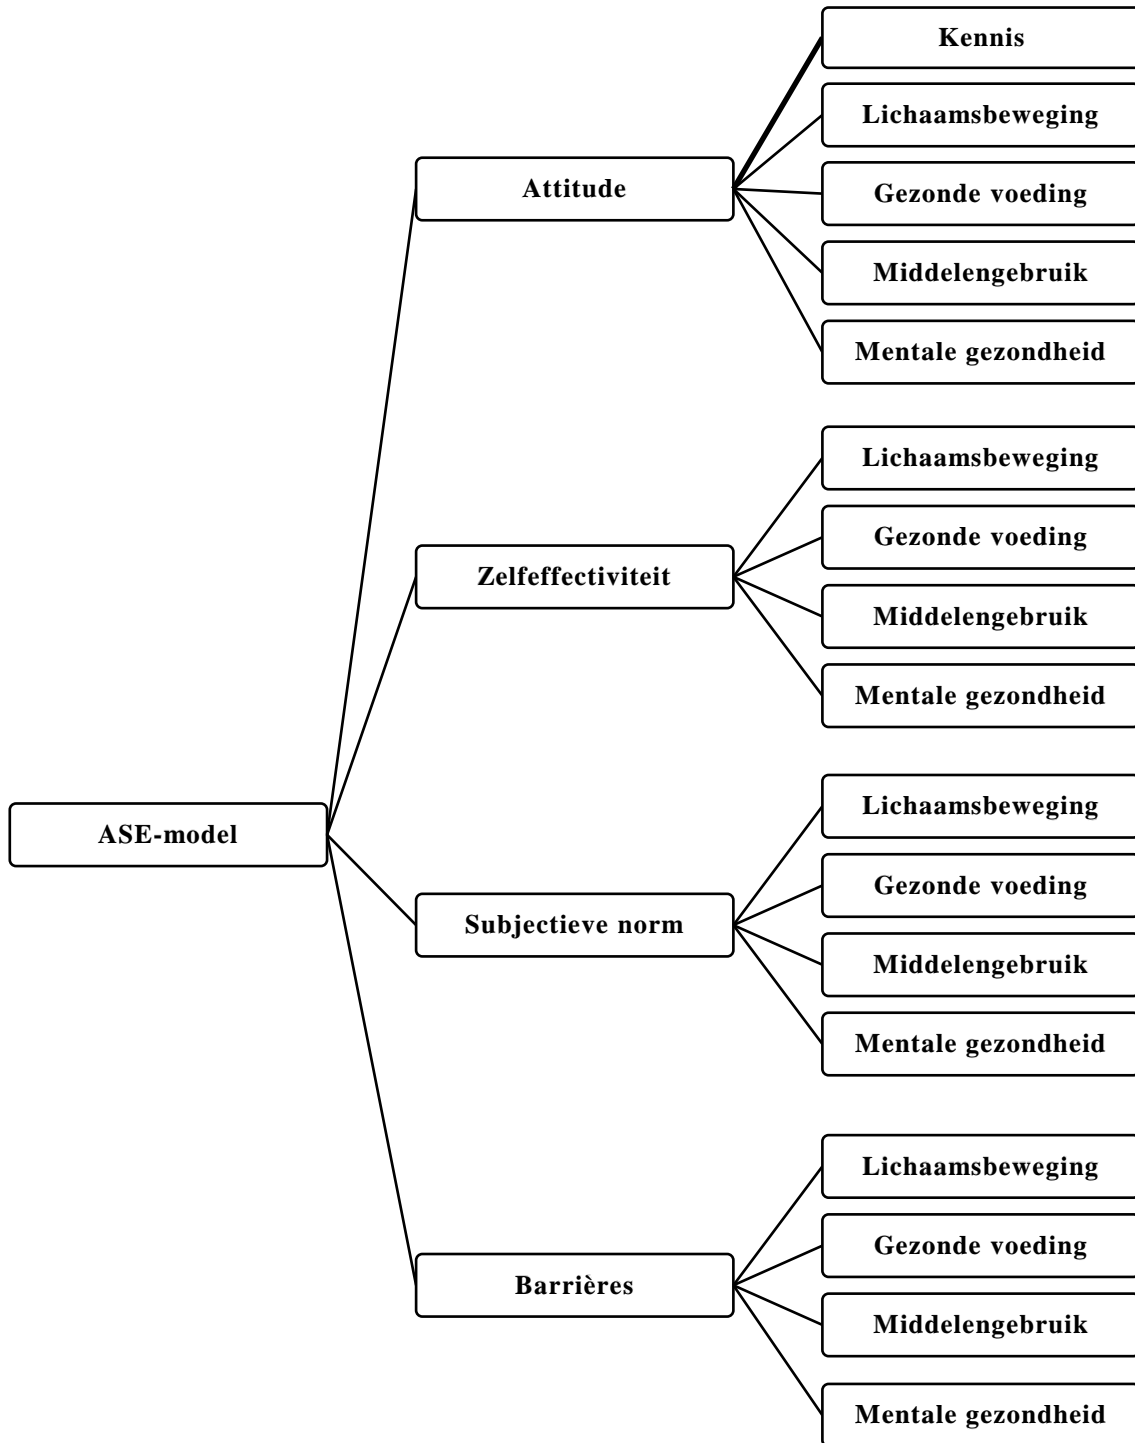 Kennis
Lichaamsbeweging
Attitude
Gezonde voeding
Middelengebruik
Mentale gezondheid
Lichaamsbeweging
Gezonde voeding
Zelfeffectiviteit
Middelengebruik
Mentale gezondheid
ASE-model
Lichaamsbeweging
Gezonde voeding
Subjectieve norm
Middelengebruik
Mentale gezondheid
Lichaamsbeweging
Gezonde voeding
Barrières
Middelengebruik
Mentale gezondheid